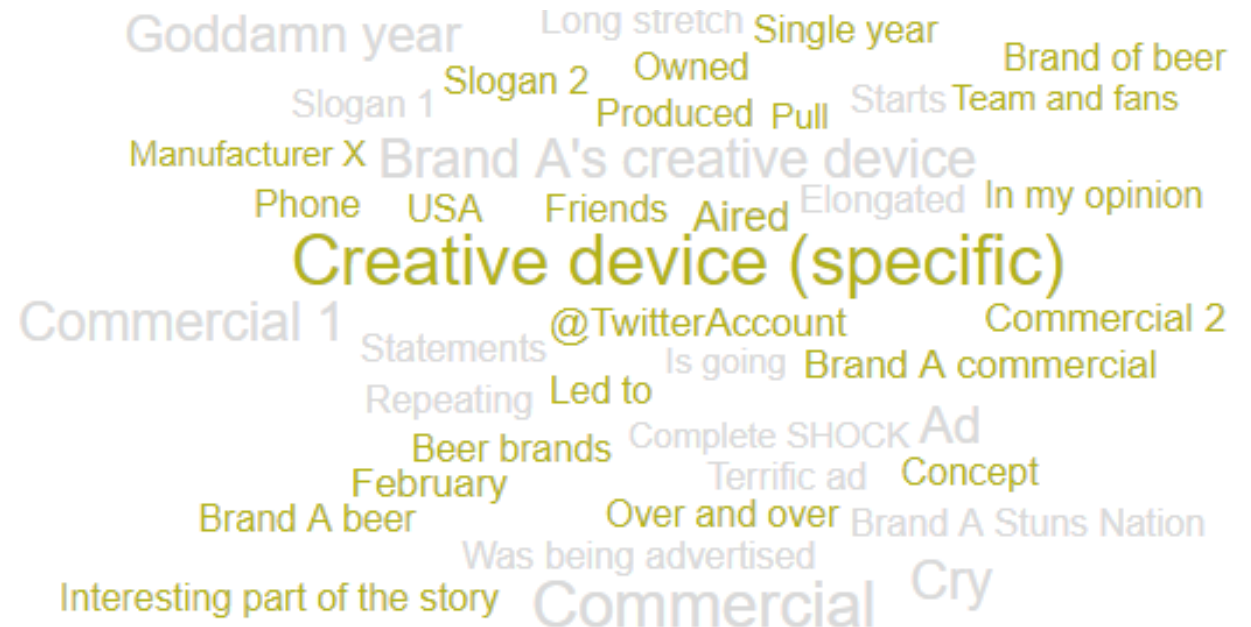 Goddamn year Long stretch Single year
Brand of beer
Slogan 1 Slogan 2 Owned
Produced Pull Starts Team and fans
Manufacturer X Brand A's creative device
Phone USA Friends Aired Elongated In my opinion
Creative device (specific)
Commercial 1 @TwitterAccount Commercial 2
Statements Is going Brand A commercial
Repeating Led to
Beer brands Complete SHOCK Ad
February Terrific ad Concept
Brand A beer Over and over Brand A Stuns Nation
Was being advertised
Interesting part of the story Commercial Cry